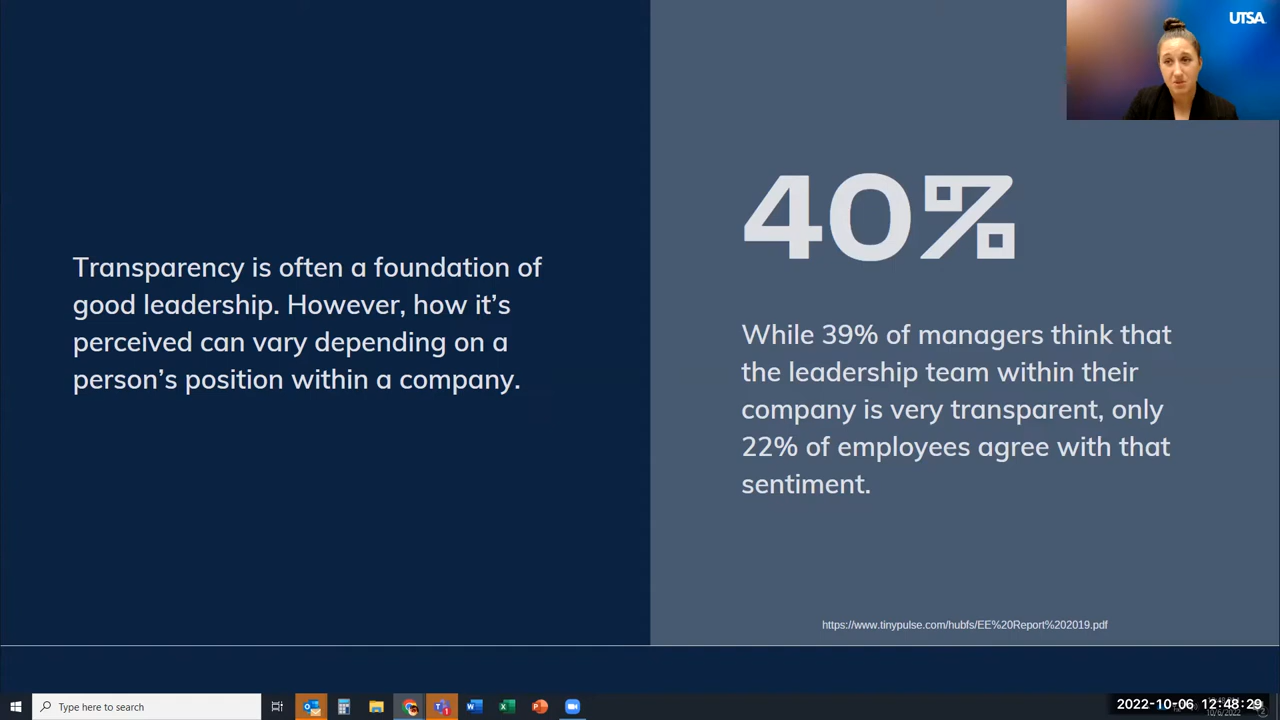 UTSA
Transparency is often a foundation of
good leadership. However, how it’s
perceived can vary depending on a
person’s position within a company.
40%
While 39% of managers think that
the leadership team within their
company is very transparent, only
22% of employees agree with that
sentiment.
https://www.tinypulse.com/hubfs/EE%20Report%202019.pdf
Type here to search
2022-10-06 12:48:29